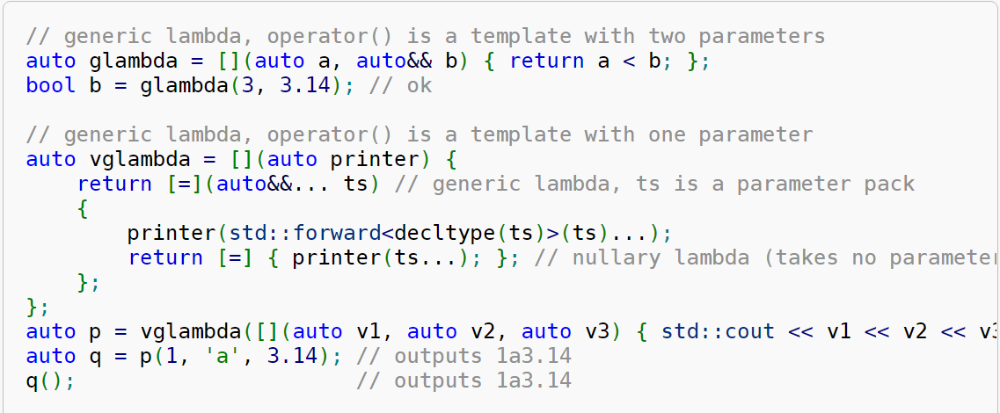 // generic lambda, operator() is a template with two parameters
auto glambda = [](auto a, auto&& b) { return a < b; };
bool b = glambda(3, 3.14); // ok
// generic lambda, operator() is a template with one parameter
auto vglambda = [](auto printer) {
    return [=](auto&&... ts) // generic lambda, ts is a parameter pack
    {
        printer(std::forward<decltype(ts)>(ts)...);
        return [=] { printer(ts...); }; // nullary lambda (takes no parameter
    };
};
auto p = vglambda([](auto v1, auto v2, auto v3) { std::cout << v1 << v2 << v3
auto q = p(1, 'a', 3.14); // outputs 1a3.14
q();                      // outputs 1a3.14